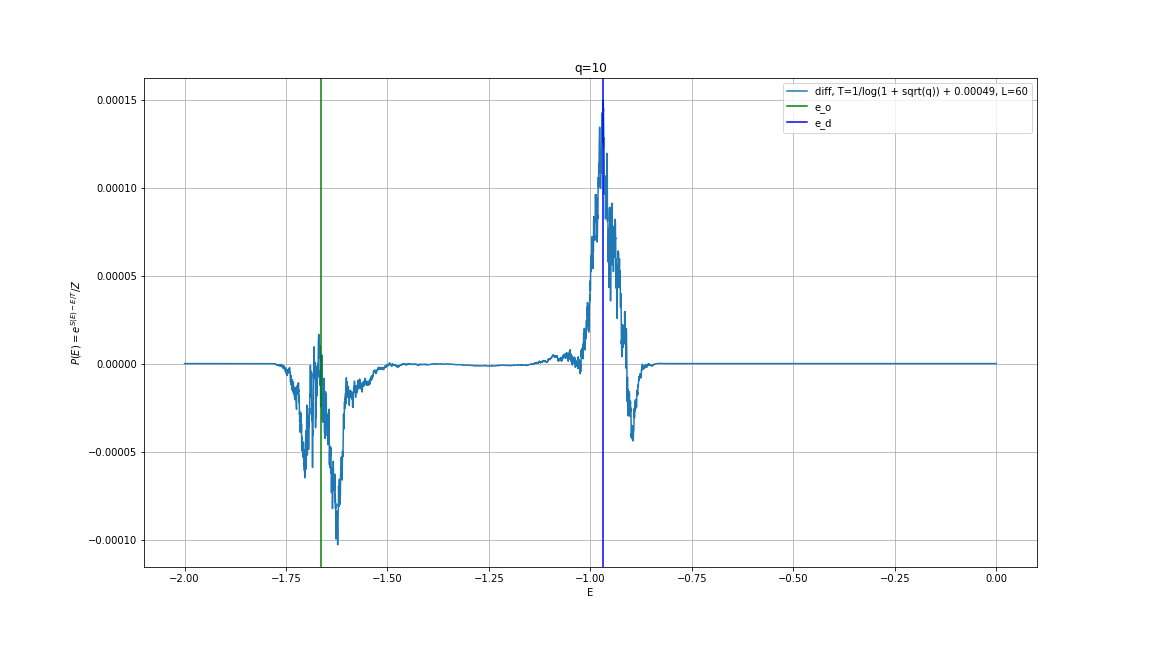 q=10
diff, T=1/log(1 + sqrt(q)) + 0.00049, L=60
e_o
e_d
0.00015
0.00010
0.00005
0.00000
−0.00005
−0.00010
P(E) = e^{S(E) − E/T}/Z
−2.00 −1.75 −1.50 −1.25 −1.00 −0.75 −0.50 −0.25 0.00
E